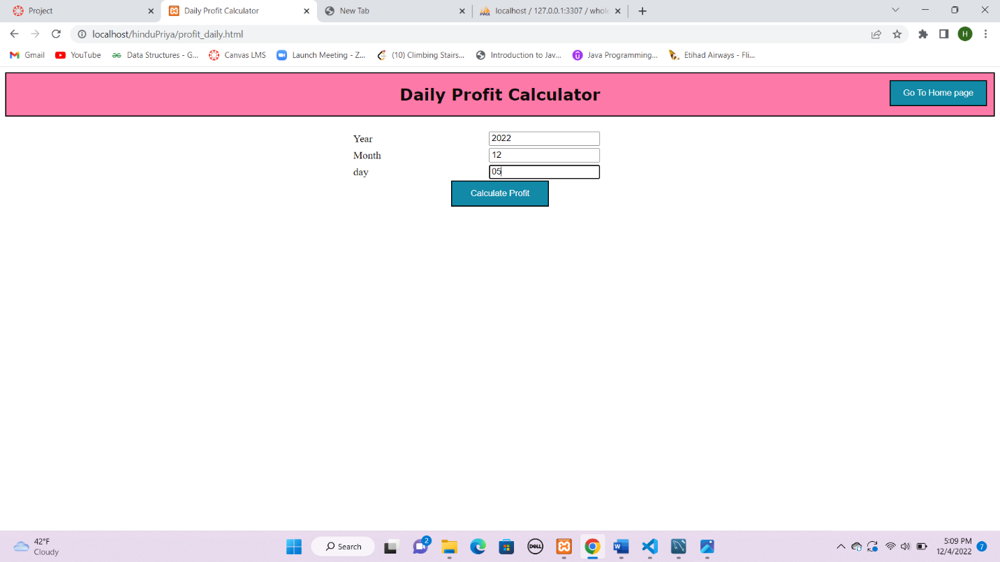 Project
Daily Profit Calculator
New Tab
localhost / 127.0.0.1:3307 / whole
localhost/hinduPriya/profit_daily.html
H
Gmail
YouTube
Data Structures - G...
Canvas LMS
Launch Meeting - Z...
(10) Climbing Stairs...
Introduction to Jav...
Java Programming...
Etihad Airways - Fli...
Daily Profit Calculator
Go To Home page
Year 2022
Month 12
day 05
Calculate Profit
42°F
Cloudy
Search
2
DELL
5:09 PM
12/4/2022
7